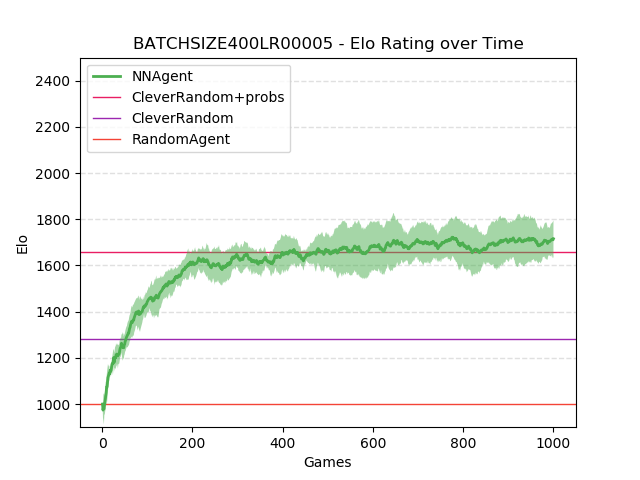 BATCHSIZE400LR00005 - Elo Rating over Time
NNAgent
CleverRandom+probs
CleverRandom
RandomAgent
2400
2200
2000
1800
1600
1400
1200
1000
Elo
0
200
400
600
800
1000
Games